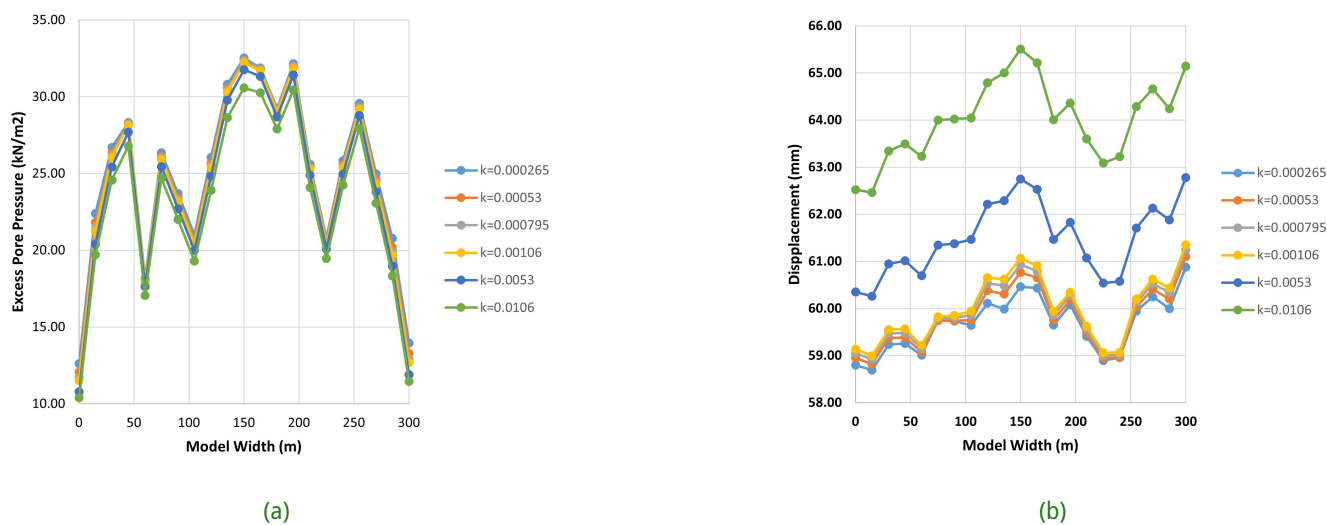 35.00
30.00
25.00
20.00
15.00
10.00
Excess Pore Pressure (kN/m2)
0 50 100 150 200 250 300
Model Width (m)
k=0.000265
k=0.00053
k=0.000795
k=0.00106
k=0.0053
k=0.0106
(a)
66.00
65.00
64.00
63.00
62.00
61.00
60.00
59.00
58.00
Dispplacement (mm)
0 50 100 150 200 250 300
Model Width (m)
k=0.000265
k=0.00053
k=0.000795
k=0.00106
k=0.0053
k=0.0106
(b)